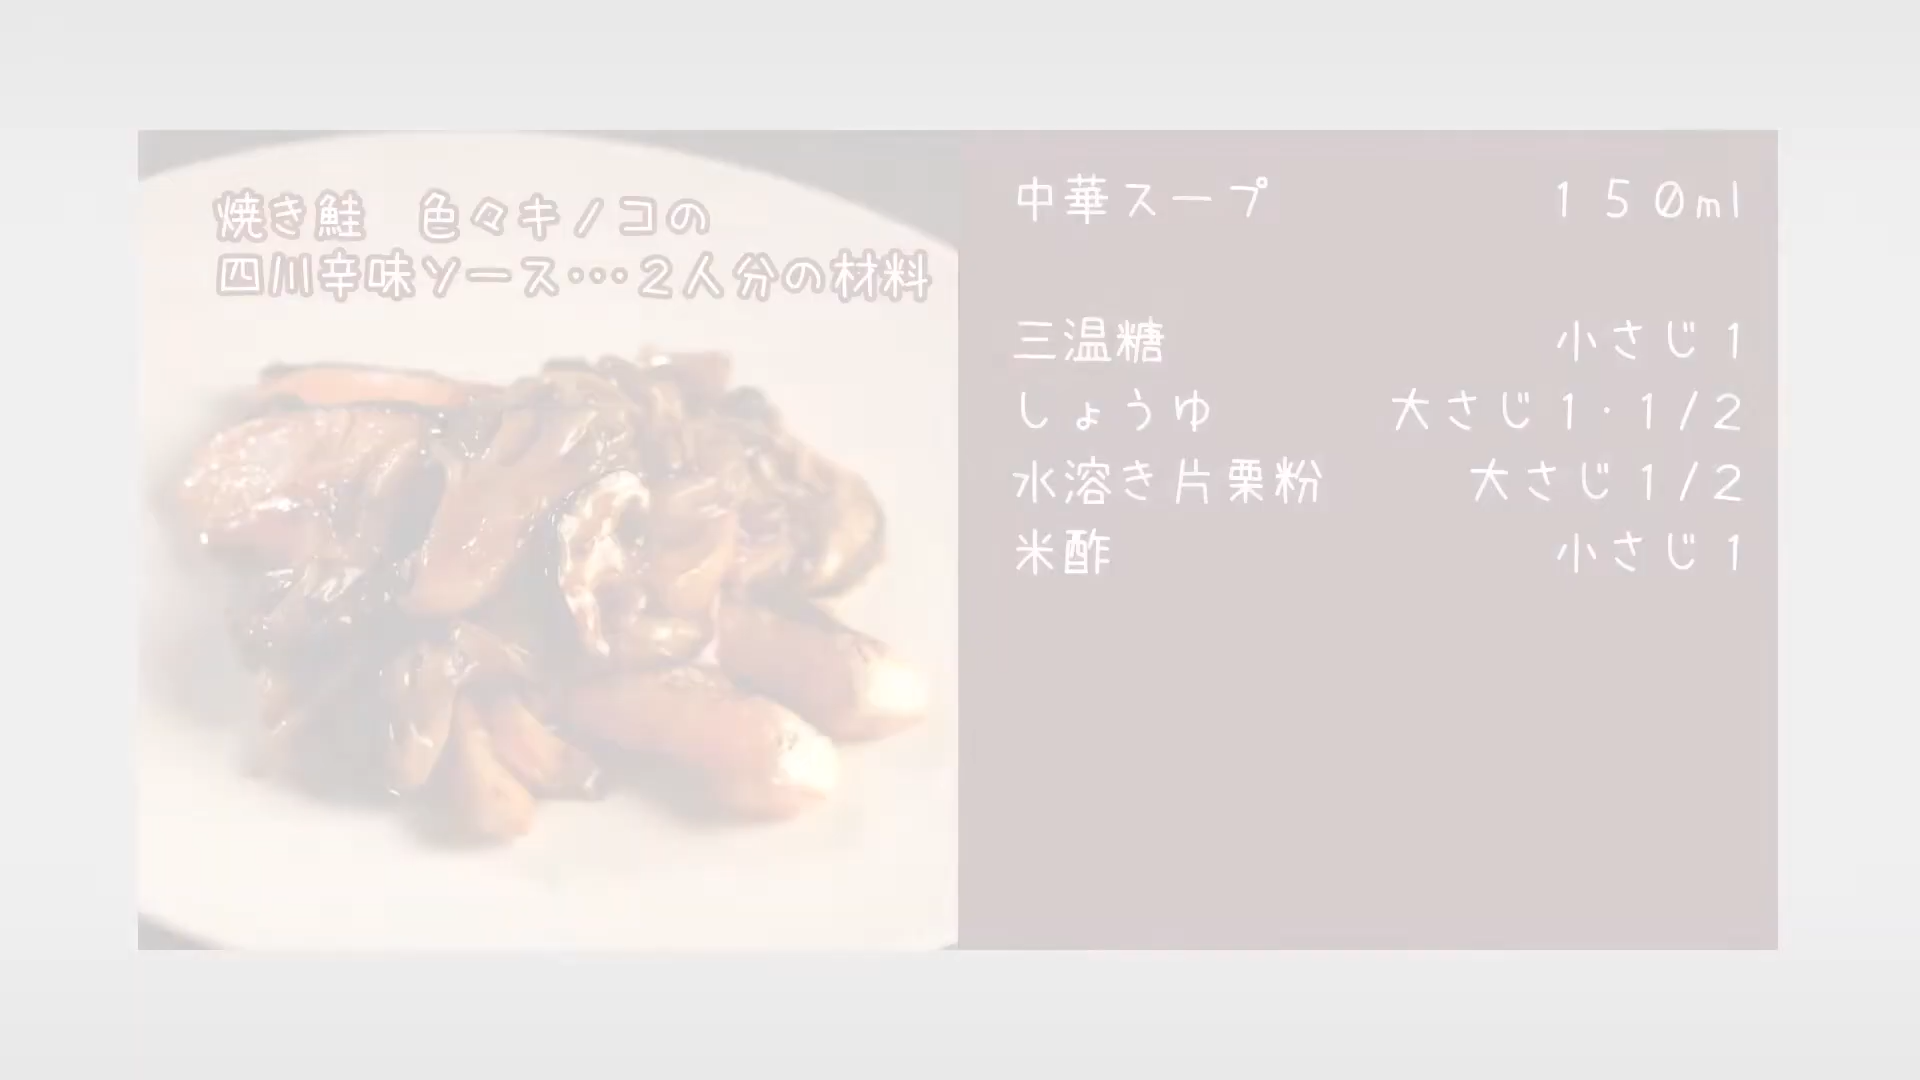 焼き鮭　色々キノコの
四川辛味ソース…２人分の材料
中華スープ　１５０ml
三温糖　小さじ１
しょうゆ　大さじ１・１/２
水溶き片栗粉　大さじ１/２
米酢　小さじ１